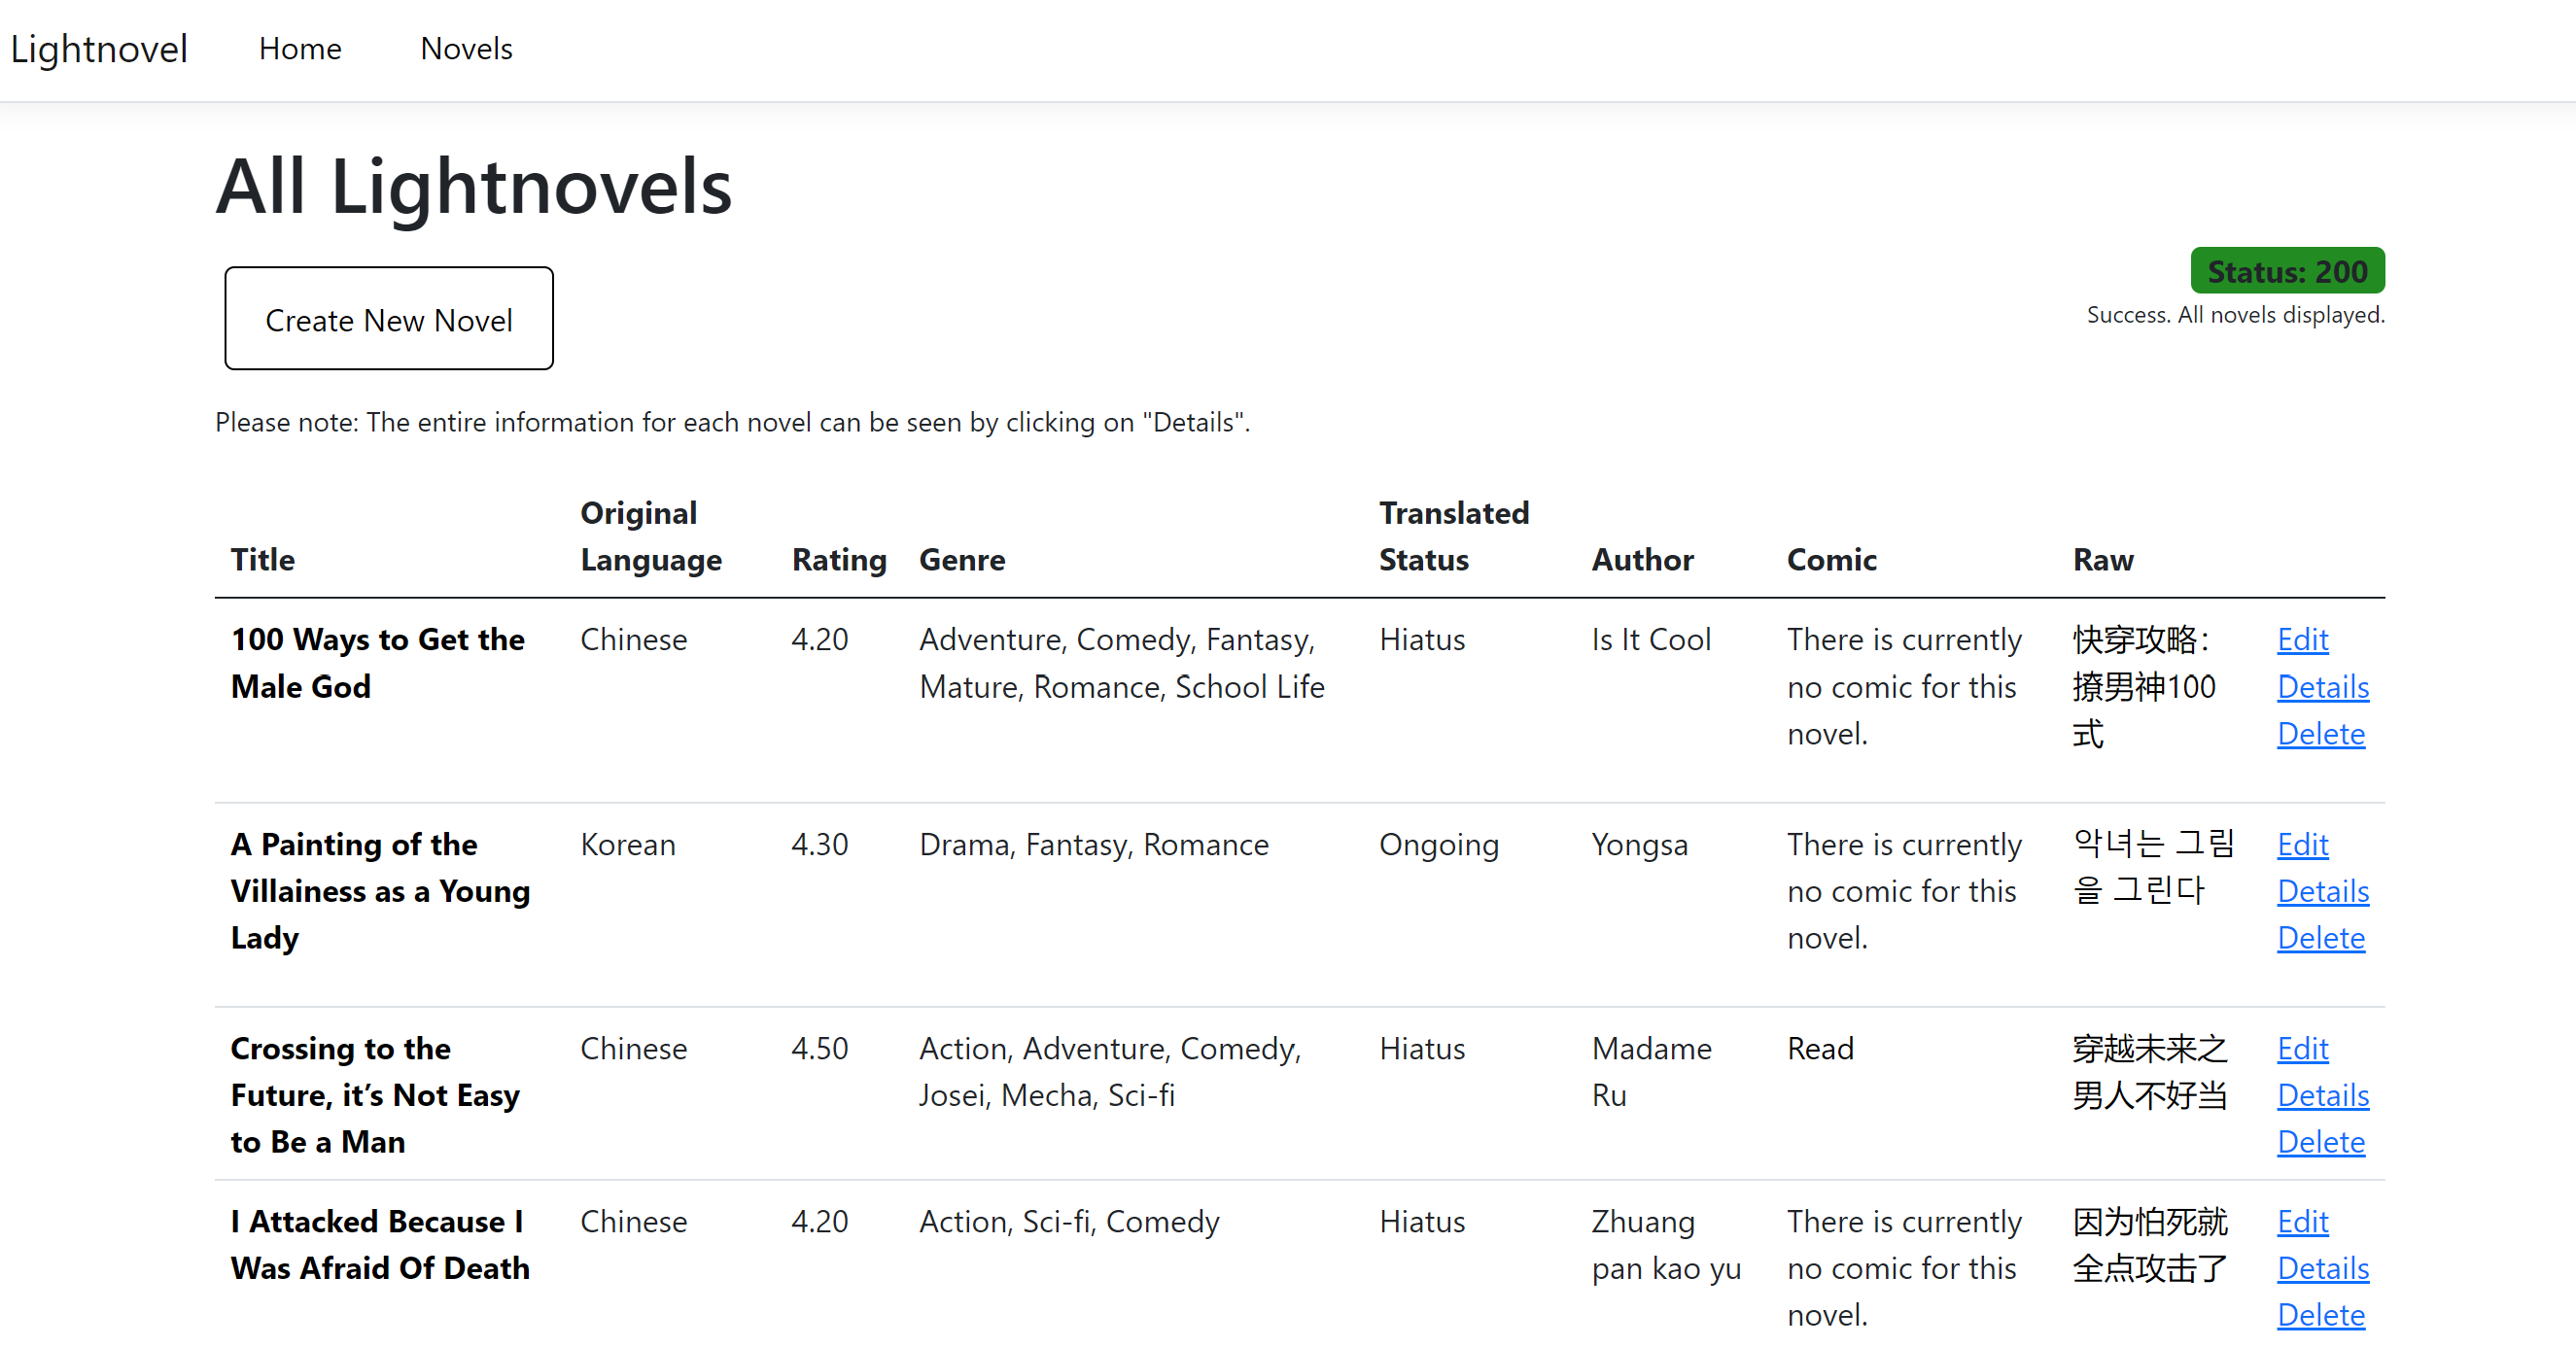 Lightnovel Home Novels
All Lightnovels
Create New Novel
Status: 200
Success. All novels displayed.
Please note: The entire information for each novel can be seen by clicking on "Details".
Title Original Language Rating Genre Translated Status Author Comic Raw
100 Ways to Get the Chinese 4.20 Adventure, Comedy, Fantasy, Hiatus Is It Cool There is currently 快穿攻略: Edit
Male God Mature, Romance, School Life no comic for this 撩男神100 Details
novel. 式 Delete
A Painting of the Korean 4.30 Drama, Fantasy, Romance Ongoing Yongsa There is currently 악녀는 그림 Edit
Villainess as a Young no comic for this 을 그린다 Details
Lady novel. Delete
Crossing to the Chinese 4.50 Action, Adventure, Comedy, Hiatus Madame Read 穿越未来之 Edit
Future, it’s Not Easy Josei, Mecha, Sci-fi Ru 男人不好当 Details
to Be a Man Delete
I Attacked Because I Chinese 4.20 Action, Sci-fi, Comedy Hiatus Zhuang There is currently 因为怕死就 Edit
Was Afraid Of Death pan kao yu no comic for this 全点攻击了 Details
novel. Delete